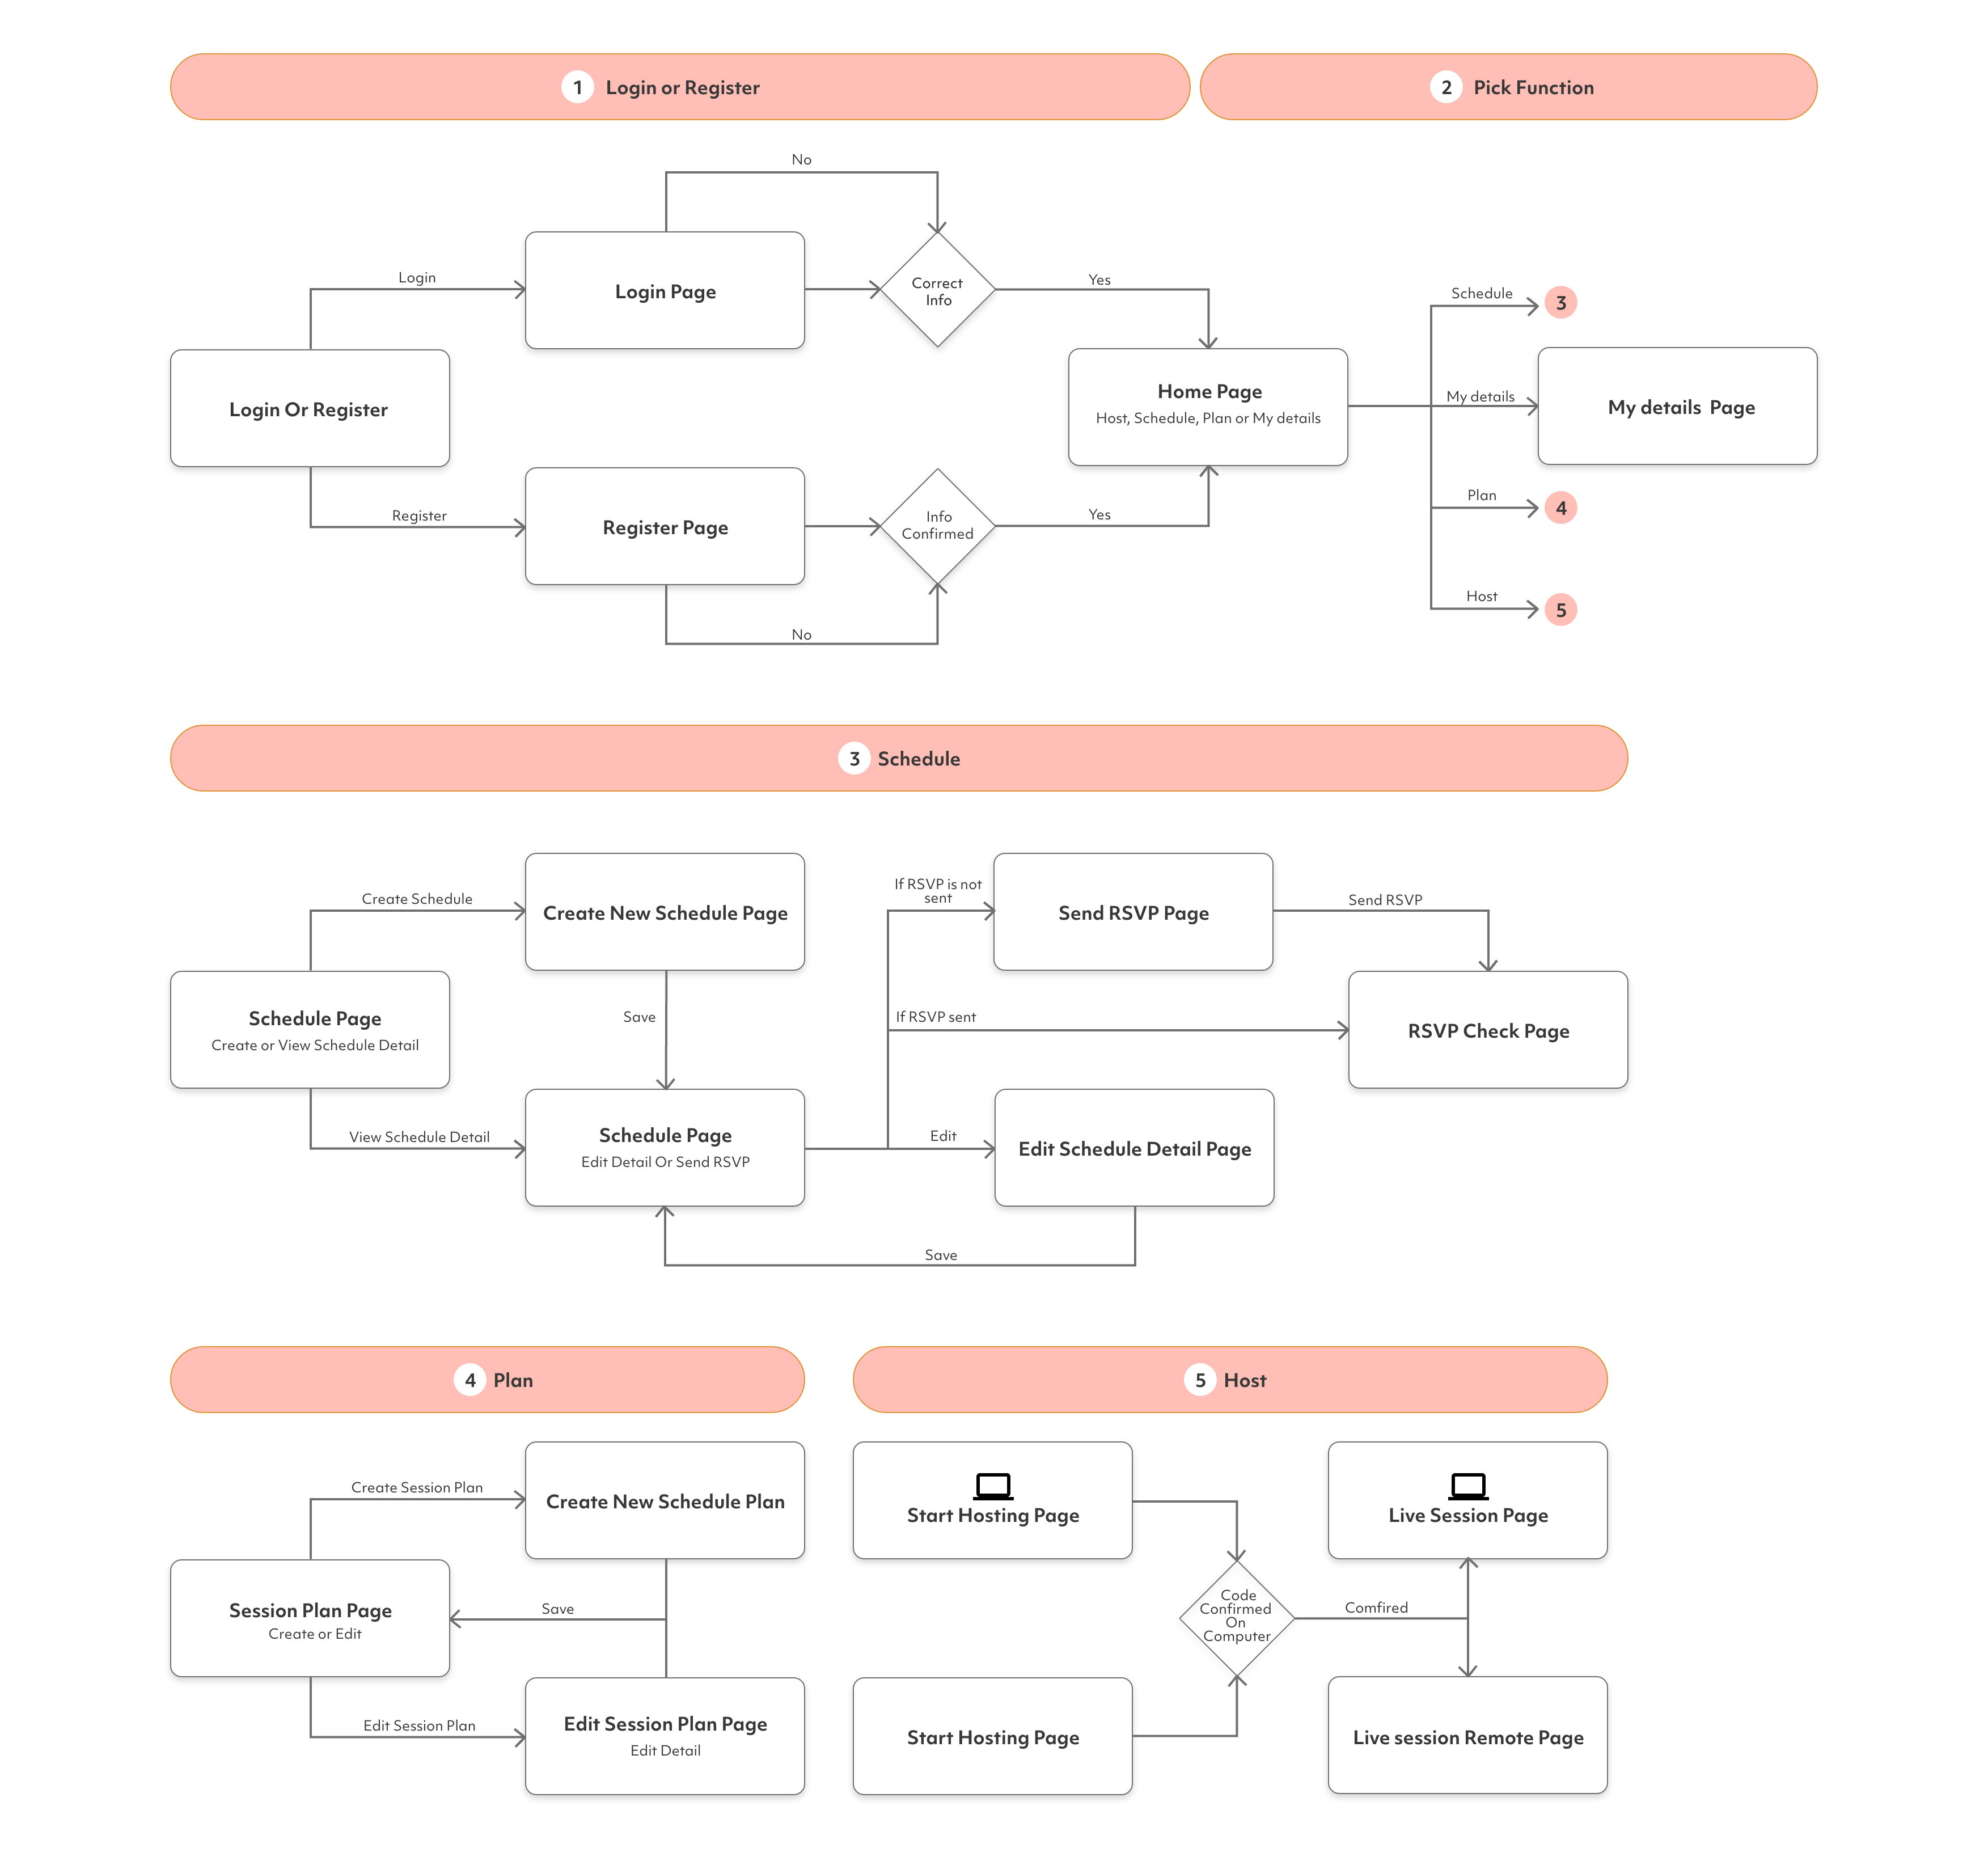 1 Login or Register
2 Pick Function
No
Login
Login Page
Correct
Info
Yes
Login Or Register
Register
Register Page
Info
Confirmed
Yes
No
Home Page
Host, Schedule, Plan or My details
Schedule
3
My details
My details Page
Plan
4
Host
5
3 Schedule
Create Schedule
Create New Schedule Page
Schedule Page
Create or View Schedule Detail
Save
View Schedule Detail
Schedule Page
Edit Detail Or Send RSVP
If RSVP is not
sent
Send RSVP Page
Send RSVP
If RSVP sent
RSVP Check Page
Edit
Edit Schedule Detail Page
Save
4 Plan
Create Session Plan
Create New Schedule Plan
Session Plan Page
Create or Edit
Save
Edit Session Plan
Edit Session Plan Page
Edit Detail
5 Host
Start Hosting Page
Live Session Page
Code
Confirmed
On
Computer
Comfired
Start Hosting Page
Live session Remote Page